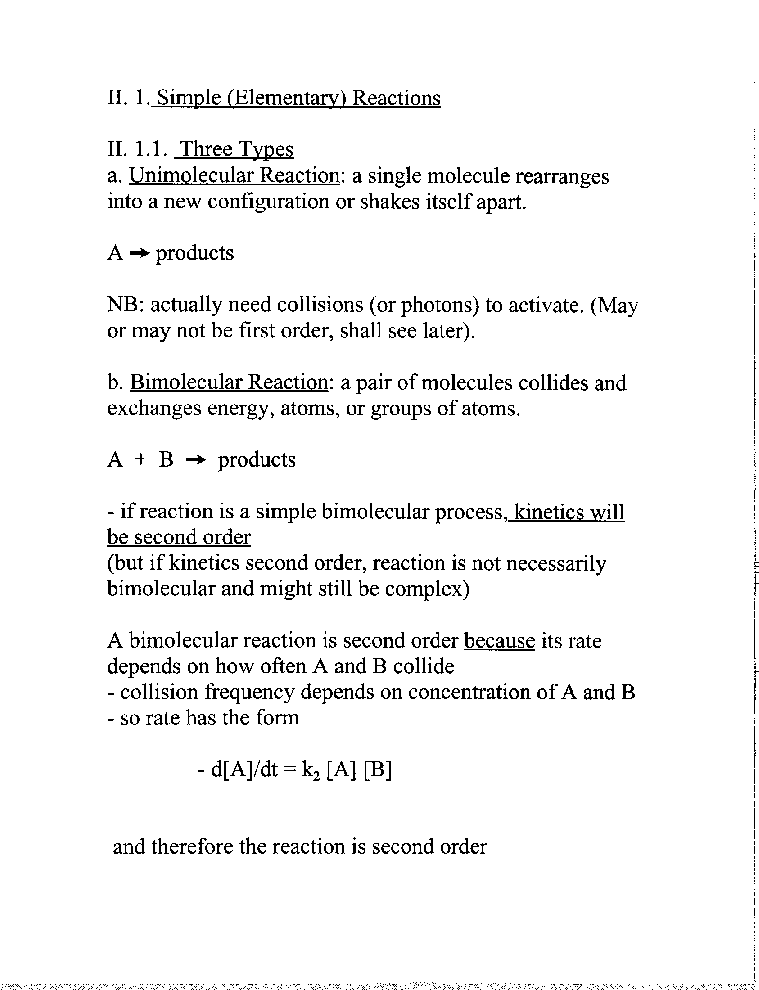 II. 1. Simple (Elementary) Reactions
II. 1.1. Three Types
a. Unimolecular Reaction: a single molecule rearranges
into a new configuration or shakes itself apart.
A → products
NB: actually need collisions (or photons) to activate. (May
or may not be first order, shall see later).
b. Bimolecular Reaction: a pair of molecules collides and
exchanges energy, atoms, or groups of atoms.
A + B → products
- if reaction is a simple bimolecular process, kinetics will
be second order
(but if kinetics second order, reaction is not necessarily
bimolecular and might still be complex)
A bimolecular reaction is second order because its rate
depends on how often A and B collide
- collision frequency depends on concentration of A and B
- so rate has the form
- d[A]/dt = k₂ [A] [B]
and therefore the reaction is second order